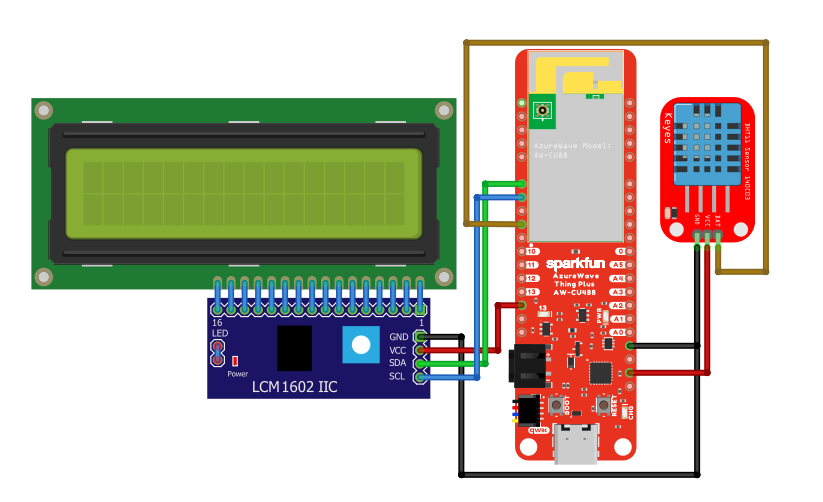 AzureWave Model:
AW-CU488
Keyes
DHT11 Sensor 140C03
GND
VCC
DAT
10
11
12
13
0
A5
A4
A3
A2
A1
A0
sparkfun
AzureWave
Thing Plus
AW-CU488
13
PWR
BOOT
RESET
CHG
qwiic
16
LED
1
GND
VCC
SDA
SCL
Power
LCM1602 IIC